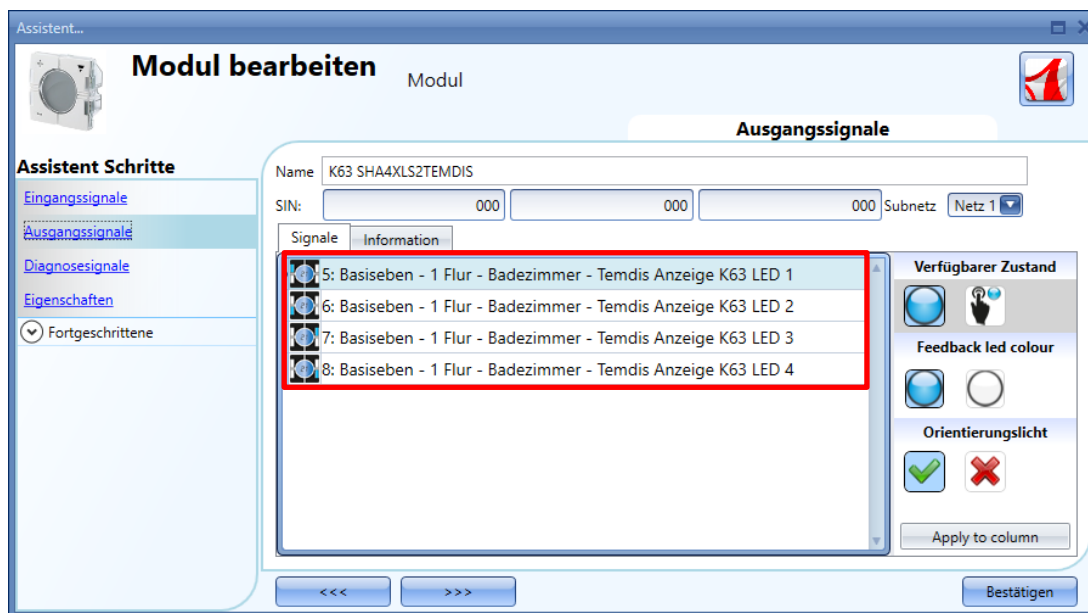 Assistent...
Modul bearbeiten
Modul
Ausgangssignale
Assistent Schritte
Eingangssignale
Ausgangssignale
Diagnosesignale
Eigenschaften
Fortgeschrittene
Name K63 SHA4XLS2TEMDIS
SIN: 000 000 000 Subnetz Netz 1
Signale Information
5: Basiseben - 1 Flur - Badezimmer - Temdis Anzeige K63 LED 1
6: Basiseben - 1 Flur - Badezimmer - Temdis Anzeige K63 LED 2
7: Basiseben - 1 Flur - Badezimmer - Temdis Anzeige K63 LED 3
8: Basiseben - 1 Flur - Badezimmer - Temdis Anzeige K63 LED 4
Verfügbarer Zustand
Feedback led colour
Orientierungslicht
Apply to column
<<< >>> Bestätigen